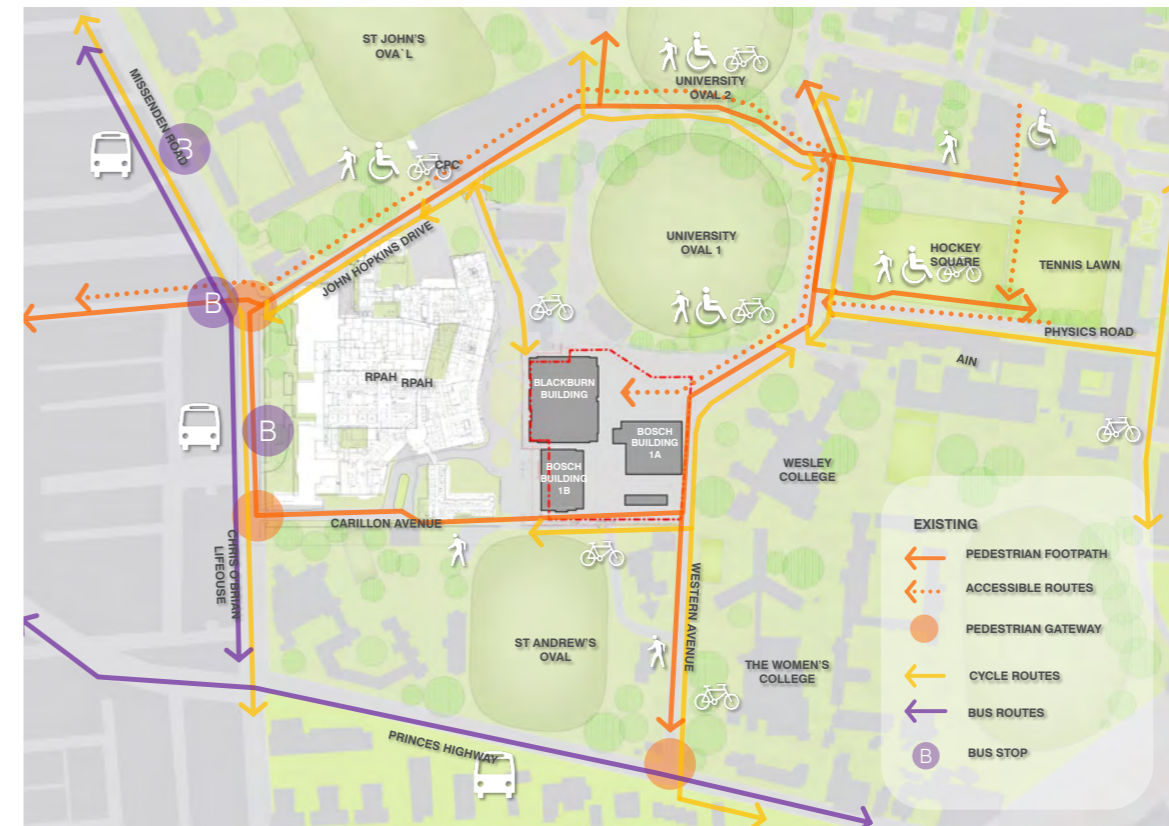 ST JOHN'S
OVA`L
MISSENDEN ROAD
B
UNIVERSITY
OVAL 2
CPC
JOHN HOPKINS DRIVE
UNIVERSITY
OVAL 1
HOCKEY
SQUARE
TENNIS LAWN
B
PHYSICS ROAD
AIN
RPAH
RPAH
BLACKBURN
BUILDING
B
BOSCH
BUILDING
1A
BOSCH
BUILDING
1B
WESLEY
COLLEGE
CARILLON AVENUE
CHRIS O'BRIAN
LIFEOUSE
WESTERN AVENUE
ST ANDREW'S
OVAL
THE WOMEN'S
COLLEGE
PRINCES HIGHWAY
EXISTING
PEDESTRIAN FOOTPATH
ACCESSIBLE ROUTES
PEDESTRIAN GATEWAY
CYCLE ROUTES
BUS ROUTES
B
BUS STOP